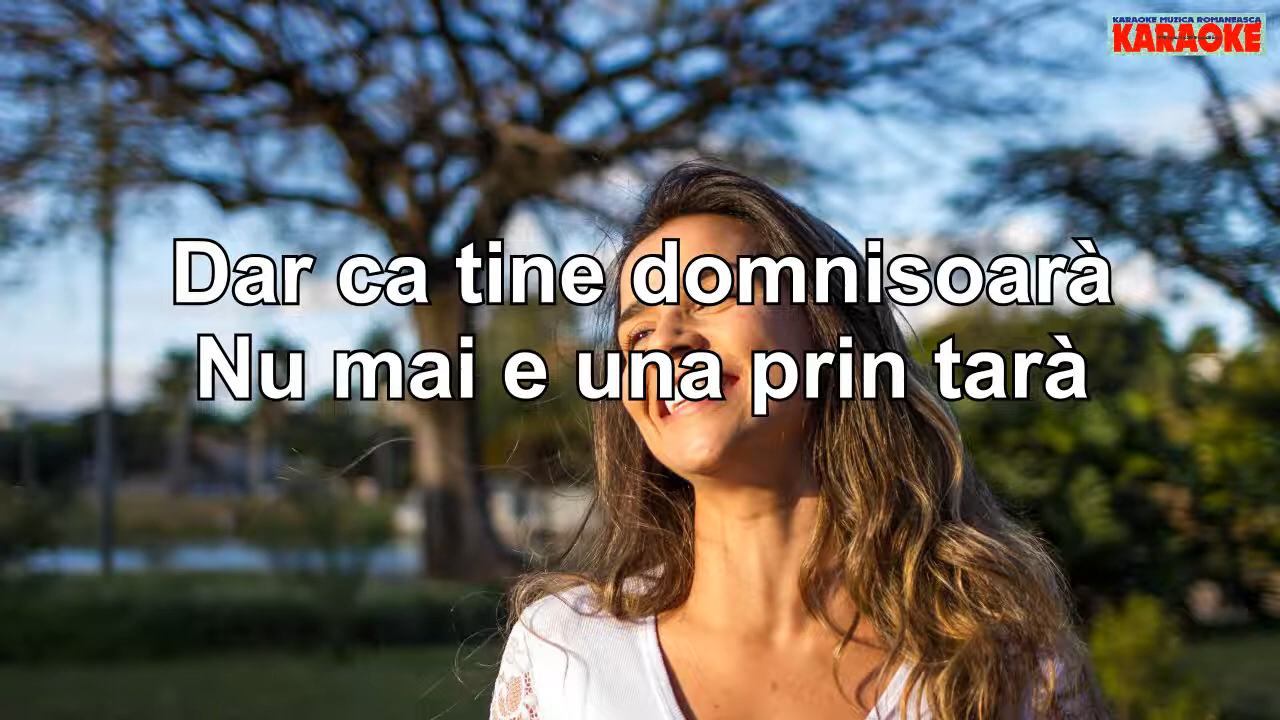 KARAOKE MUZICA ROMANEASCA
KARAOKE
Dar ca tine domnisoarà
Nu mai e una prin tarà